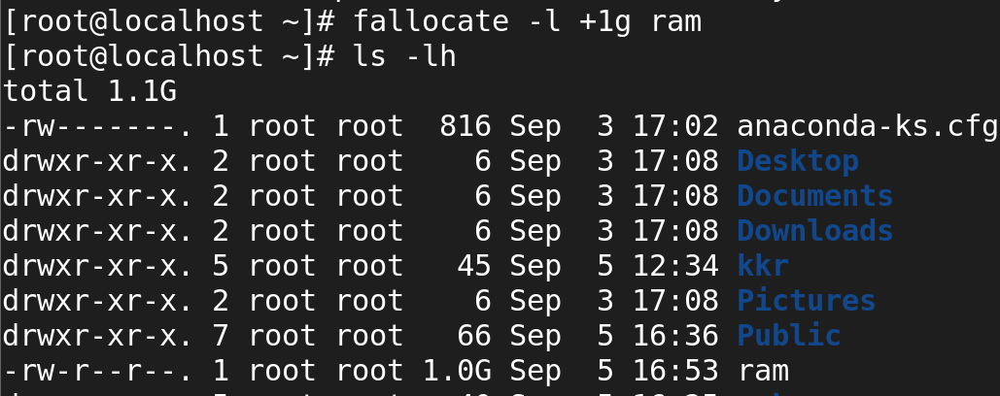 [root@localhost ~]# fallocate -l +1g ram
[root@localhost ~]# ls -lh
total 1.1G
-rw-------. 1 root root  816 Sep  3 17:02 anaconda-ks.cfg
drwxr-xr-x. 2 root root    6 Sep  3 17:08 Desktop
drwxr-xr-x. 2 root root    6 Sep  3 17:08 Documents
drwxr-xr-x. 2 root root    6 Sep  3 17:08 Downloads
drwxr-xr-x. 5 root root   45 Sep  5 12:34 kkr
drwxr-xr-x. 2 root root    6 Sep  3 17:08 Pictures
drwxr-xr-x. 7 root root   66 Sep  5 16:36 Public
-rw-r--r--. 1 root root 1.0G Sep  5 16:53 ram